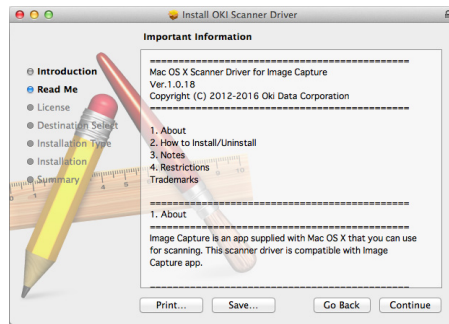 Install OKI Scanner Driver
Important Information
Introduction
Read Me
License
Destination Select
Installation Type
Installation
Summary
==============================================
Mac OS X Scanner Driver for Image Capture
Ver.1.0.18
Copyright (C) 2012-2016 Oki Data Corporation
==============================================
1. About
2. How to Install/Uninstall
3. Notes
4. Restrictions
Trademarks
==============================================
1. About
==============================================
Image Capture is an app supplied with Mac OS X that you can use
for scanning. This scanner driver is compatible with Image
Capture app.
==============================================
Print...
Save...
Go Back
Continue